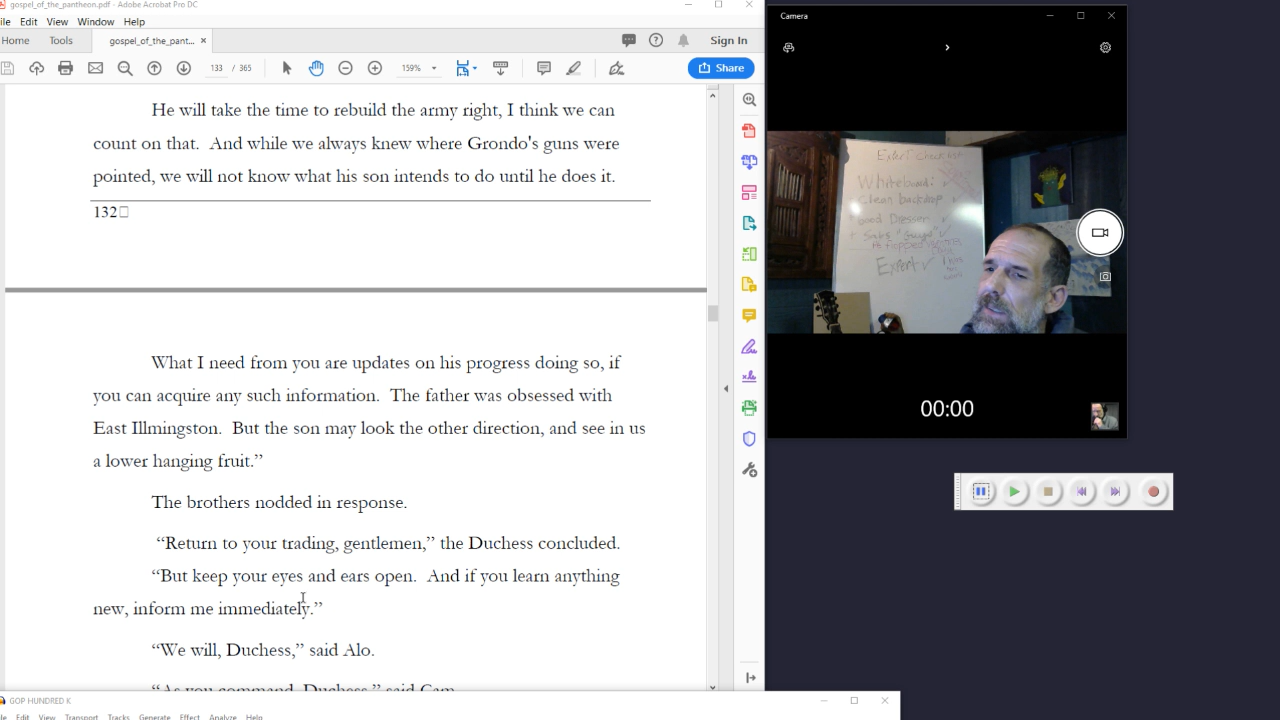 gospel_of_the_pantheon.pdf - Adobe Acrobat Pro DC
Edit View Window Help
Home Tools gospel_of_the_pant... × Sign In
133 / 365 159% Share
He will take the time to rebuild the army right, I think we can
count on that. And while we always knew where Grondo's guns were
pointed, we will not know what his son intends to do until he does it.
132
What I need from you are updates on his progress doing so, if
you can acquire any such information. The father was obsessed with
East Illmingston. But the son may look the other direction, and see in us
a lower hanging fruit.”
The brothers nodded in response.
“Return to your trading, gentlemen,” the Duchess concluded.
“But keep your eyes and ears open. And if you learn anything
new, inform me immediately.”
“We will, Duchess,” said Alo.
“As you command, Duchess,” said Cam.
GOP HUNDRED K
Edit View Transport Tracks Generate Effect Analyze Help
Camera
Expert Checklist
Whiteboard: ✓
Clean backdrop ✓
Good Dresser ✓
Expert ✓
00:00